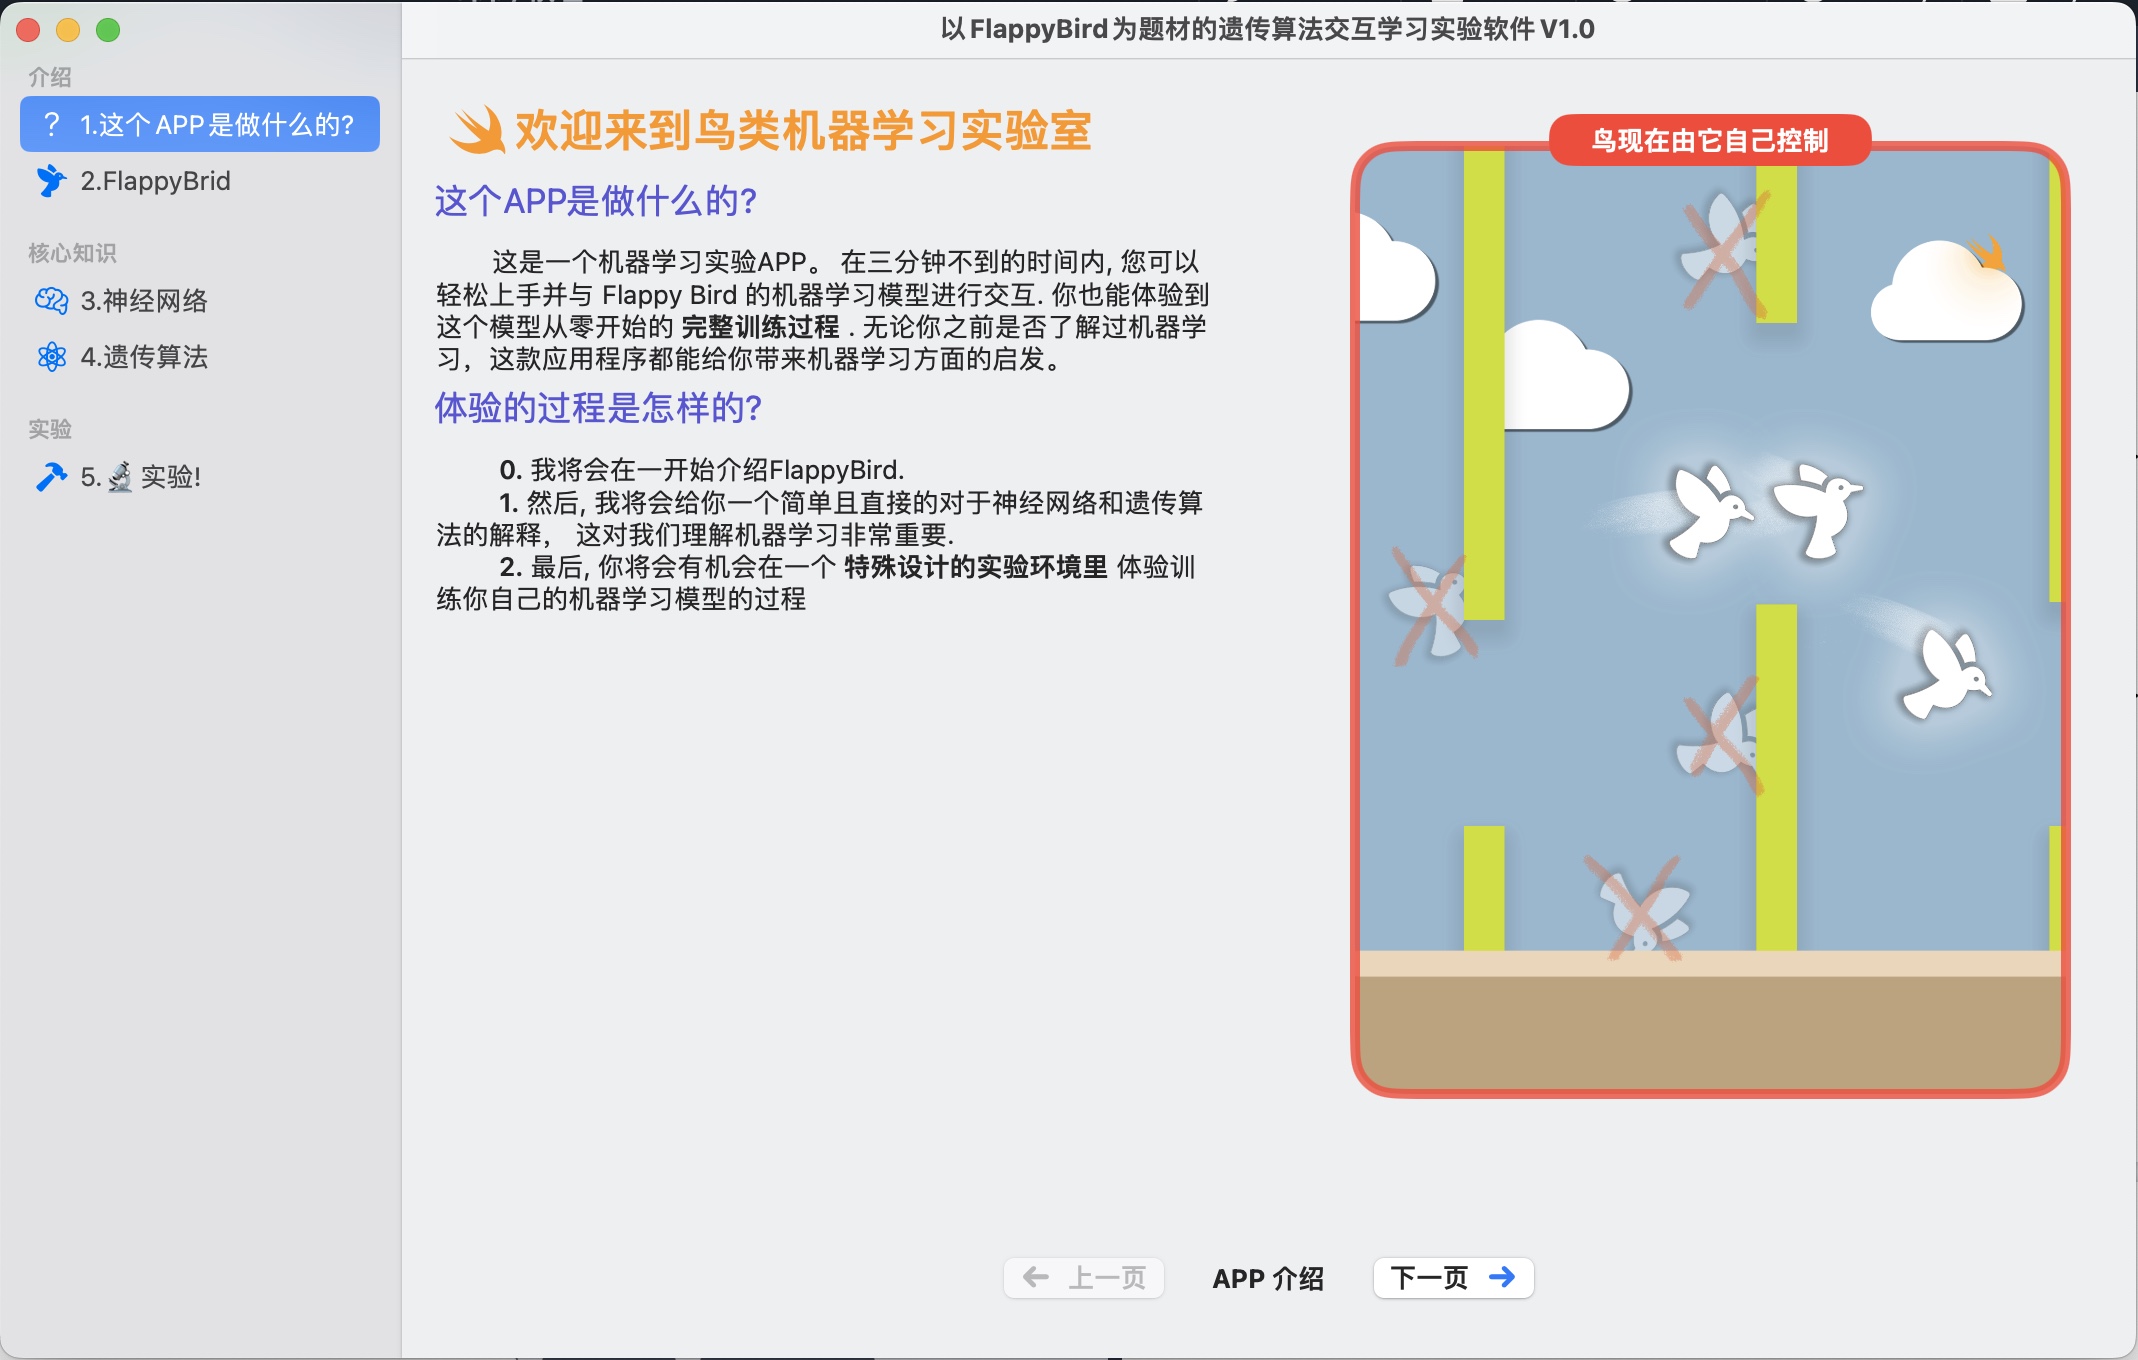 以FlappyBird为题材的遗传算法交互学习实验软件 V1.0
介绍
? 1.这个APP是做什么的?
2.FlappyBrid
核心知识
3.神经网络
4.遗传算法
实验
5.🔬 实验!
欢迎来到鸟类机器学习实验室
这个APP是做什么的?
这是一个机器学习实验APP。 在三分钟不到的时间内, 您可以
轻松上手并与 Flappy Bird 的机器学习模型进行交互. 你也能体验到
这个模型从零开始的 完整训练过程 . 无论你之前是否了解过机器学
习，这款应用程序都能给你带来机器学习方面的启发。
体验的过程是怎样的?
0. 我将会在一开始介绍FlappyBird.
1. 然后, 我将会给你一个简单且直接的对于神经网络和遗传算
法的解释， 这对我们理解机器学习非常重要.
2. 最后, 你将会有机会在一个 特殊设计的实验环境里 体验训
练你自己的机器学习模型的过程
鸟现在由它自己控制
上一页
APP 介绍
下一页